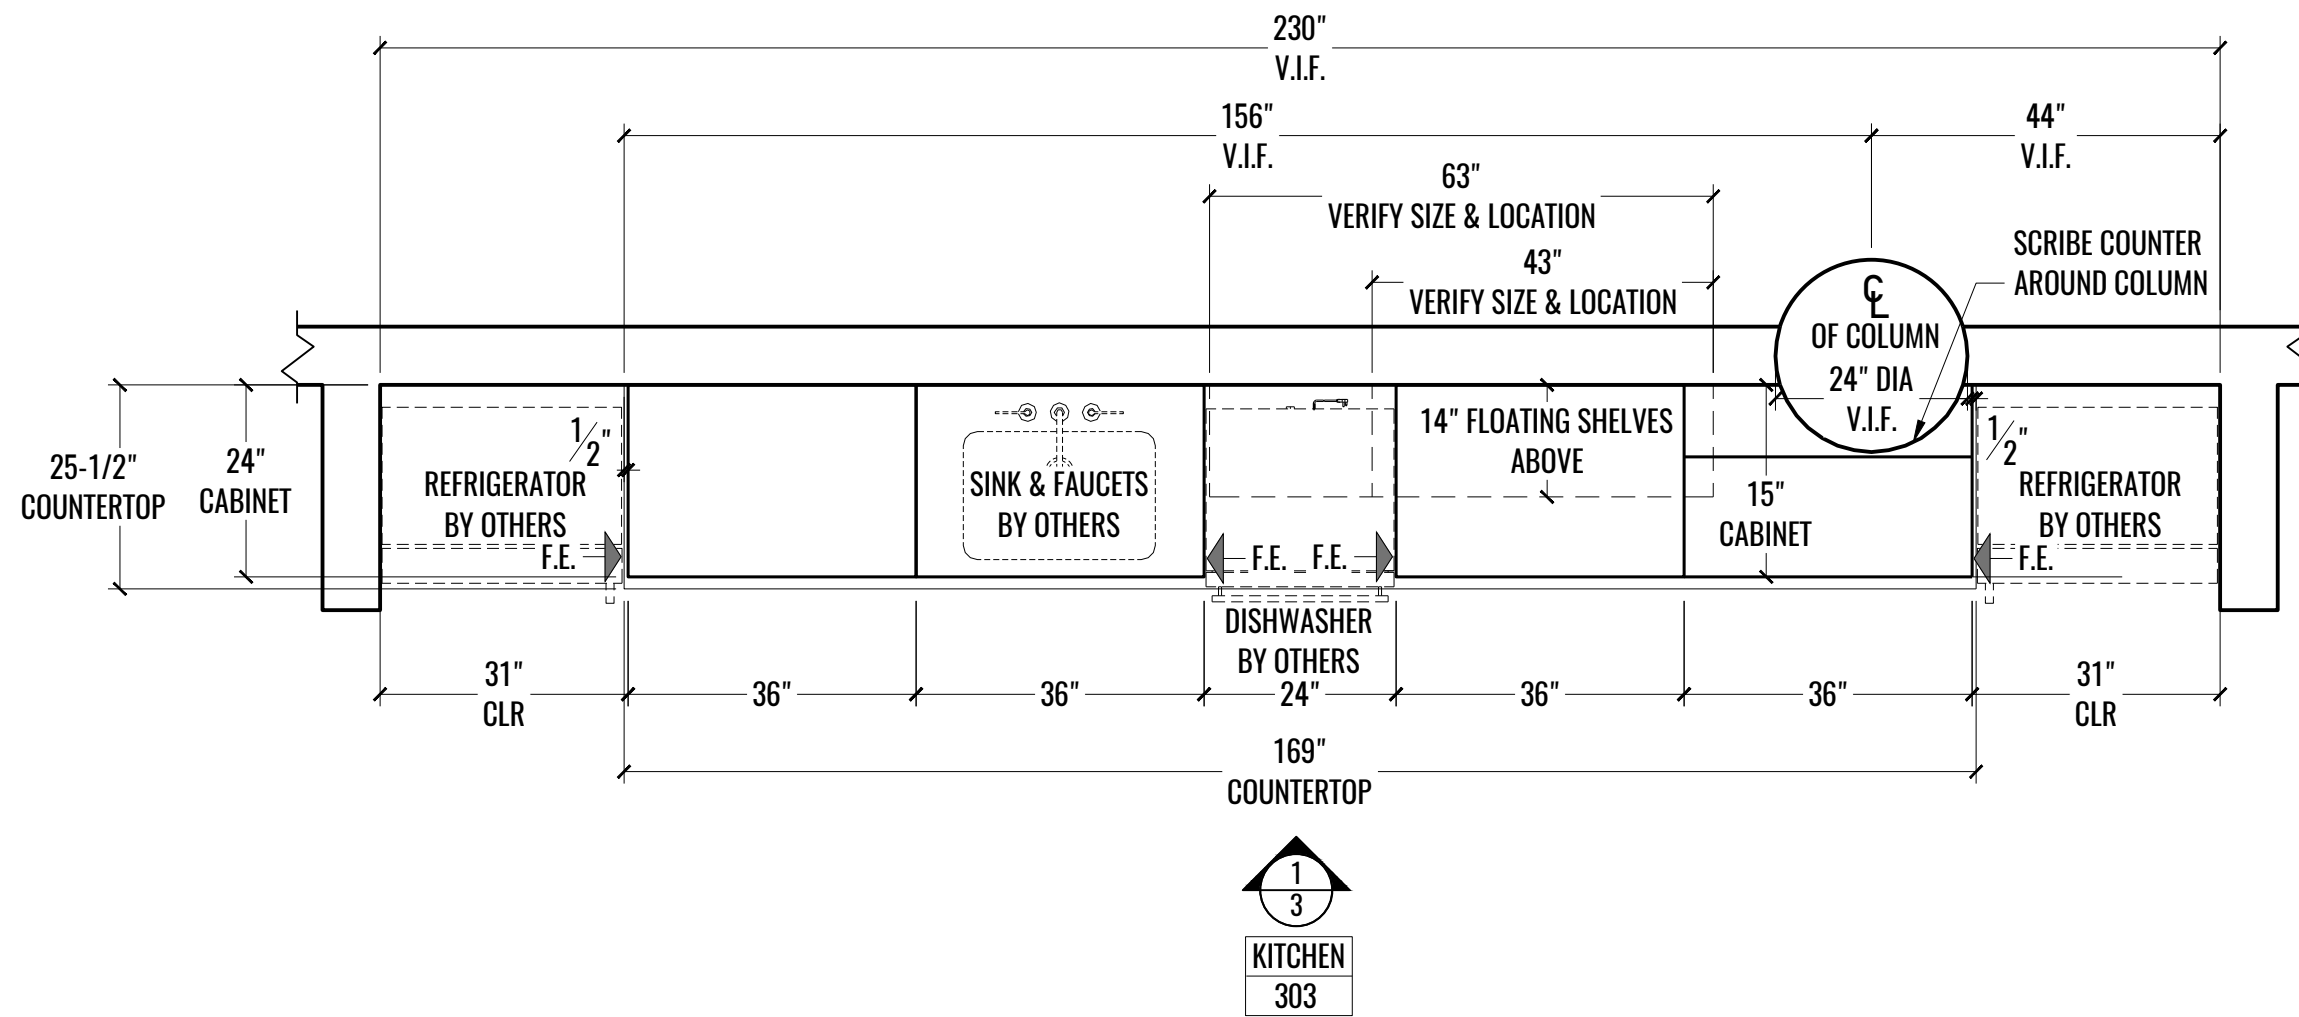 230"
V.I.F.
156"
V.I.F.
44"
V.I.F.
63"
VERIFY SIZE & LOCATION
43"
VERIFY SIZE & LOCATION
SCRIBE COUNTER
AROUND COLUMN
℄
OF COLUMN
24" DIA
V.I.F.
25-1/2"
COUNTERTOP
24"
CABINET
1/2"
REFRIGERATOR
BY OTHERS
F.E.
SINK & FAUCETS
BY OTHERS
F.E.
F.E.
14" FLOATING SHELVES
ABOVE
15"
CABINET
1/2"
REFRIGERATOR
BY OTHERS
F.E.
DISHWASHER
BY OTHERS
31"
CLR
36"
36"
24"
36"
36"
31"
CLR
169"
COUNTERTOP
1
3
KITCHEN
303